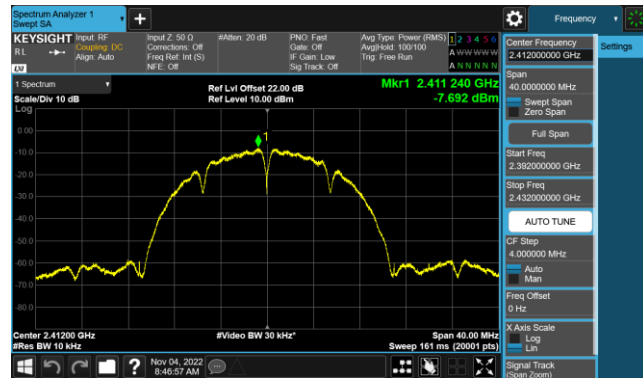 Spectrum Analyzer 1
Swept SA
+
Frequency
KEYSIGHT
RL
LXI
Input: RF
Coupling: DC
Align: Auto
Input Z: 50 Ω
Corrections: Off
Freq Ref: Int (S)
NFE: Off
#Atten: 20 dB
PNO: Fast
Gate: Off
IF Gain: Low
Sig Track: Off
Avg Type: Power (RMS)
Avg|Hold: 100/100
Trig: Free Run
1 2 3 4 5 6
A W W W W W
A N N N N N
Center Frequency
2.412000000 GHz
Settings
Span
40.0000000 MHz
Swept Span
Zero Span
Full Span
Start Freq
2.392000000 GHz
Stop Freq
2.432000000 GHz
AUTO TUNE
CF Step
4.000000 MHz
Auto
Man
Freq Offset
0 Hz
X Axis Scale
Log
Lin
Signal Track
(Span Zoom)
1 Spectrum
Scale/Div 10 dB
Log
Ref Lvl Offset 22.00 dB
Ref Level 10.00 dBm
Mkr1 2.411 240 GHz
-7.692 dBm
1
0.00
-10.0
-20.0
-30.0
-40.0
-50.0
-60.0
-70.0
-80.0
Center 2.41200 GHz
#Res BW 10 kHz
#Video BW 30 kHz*
Span 40.00 MHz
Sweep 161 ms (20001 pts)
?
Nov 04, 2022
8:46:57 AM